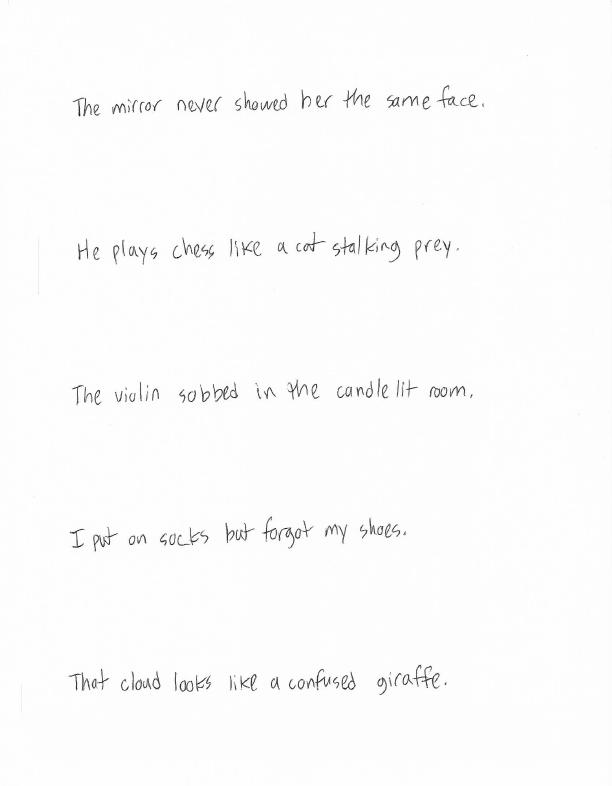 The mirror never showed her the same face.
He plays chess like a cat stalking prey.
The violin sobbed in the candle lit room.
I put on socks but forgot my shoes.
That cloud looks like a confused giraffe.